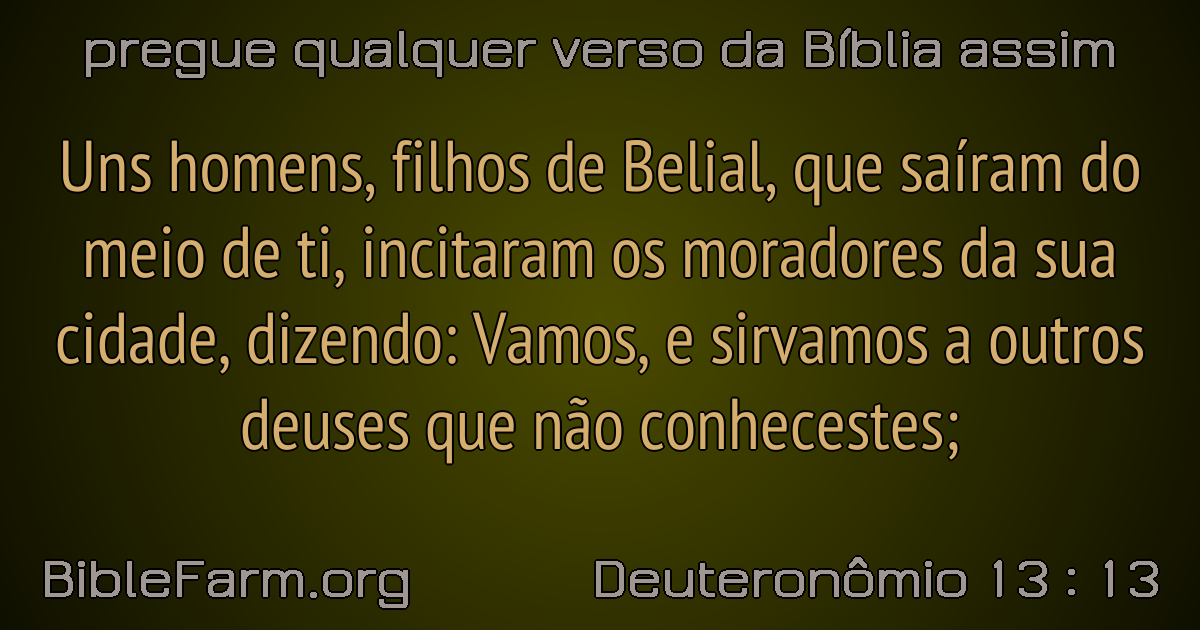 pregue qualquer verso da Bíblia assim
Uns homens, filhos de Belial, que saíram do
meio de ti, incitaram os moradores da sua
cidade, dizendo: Vamos, e sirvamos a outros
deuses que não conhecestes;
BibleFarm.org
Deuteronômio 13 : 13